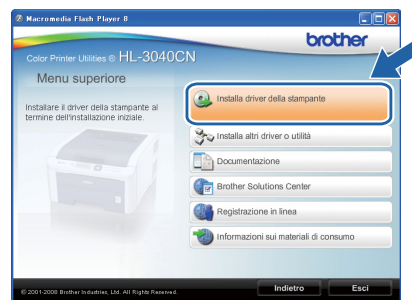 Macromedia Flash Player 8
brother
Color Printer Utilities © HL-3040CN
Menu superiore
Installare il driver della stampante al
termine dell'installazione iniziale.
Installa driver della stampante
Installa altri driver o utilità
Documentazione
Brother Solutions Center
Registrazione in linea
Informazioni sui materiali di consumo
© 2001-2008 Brother Industries, Ltd. All Rights Reserved.
Indietro
Esci